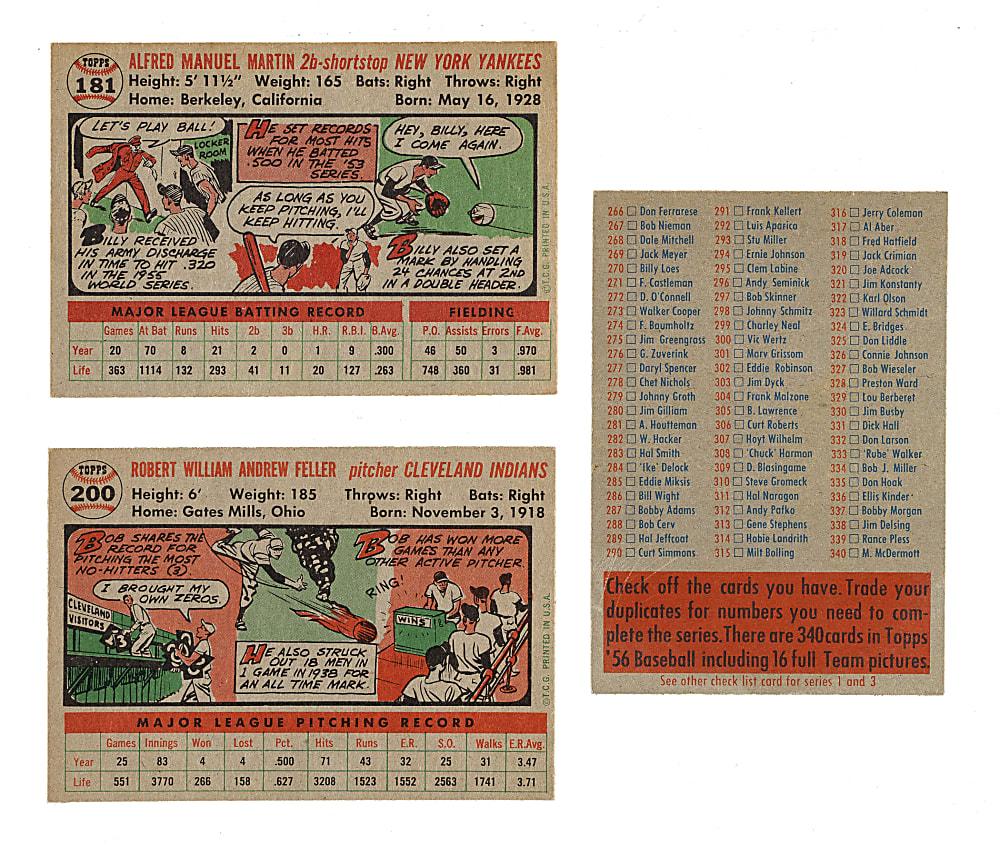 TOPPS
181
ALFRED MANUEL MARTIN 2b-shortstop NEW YORK YANKEES
Height: 5' 11½" Weight: 165 Bats: Right Throws: Right
Home: Berkeley, California Born: May 16, 1928
LET'S PLAY BALL!
LOCKER
ROOM
BILLY RECEIVED
HIS ARMY DISCHARGE
IN TIME TO HIT .320
IN THE 1955
WORLD SERIES.
HE SET RECORDS
FOR MOST HITS
WHEN HE BATTED
.500 IN THE '53
SERIES.
AS LONG AS YOU
KEEP PITCHING, I'LL
KEEP HITTING.
HEY, BILLY, HERE
I COME AGAIN.
BILLY ALSO SET A
MARK BY HANDLING
24 CHANCES AT 2ND
IN A DOUBLE HEADER.
©T.C.G. PRINTED IN U.S.A.
MAJOR LEAGUE BATTING RECORD FIELDING
Games At Bat Runs Hits 2b 3b H.R. R.B.I. B.Avg. P.O. Assists Errors F.Avg.
Year 20 70 8 21 2 0 1 9 .300 46 50 3 .970
Life 363 1114 132 293 41 11 20 127 .263 748 360 31 .981
TOPPS
200
ROBERT WILLIAM ANDREW FELLER pitcher CLEVELAND INDIANS
Height: 6' Weight: 185 Throws: Right Bats: Right
Home: Gates Mills, Ohio Born: November 3, 1918
BOB SHARES THE
RECORD FOR
PITCHING THE MOST
NO-HITTERS (3).
I BROUGHT MY
OWN ZEROS.
CLEVELAND
VISITORS
HE ALSO STRUCK
OUT 18 MEN IN
1 GAME IN 1938 FOR
AN ALL TIME MARK.
BOB HAS WON MORE
GAMES THAN ANY
OTHER ACTIVE PITCHER.
RING!
WINS
©T.C.G. PRINTED IN U.S.A.
MAJOR LEAGUE PITCHING RECORD
Games Innings Won Lost Pct. Hits Runs E.R. S.O. Walks E.R.Avg.
Year 25 83 4 4 .500 71 43 32 25 31 3.47
Life 551 3770 266 158 .627 3208 1523 1552 2563 1741 3.71
266 Don Ferrarese
267 Bob Nieman
268 Dale Mitchell
269 Jack Meyer
270 Billy Loes
271 F. Castleman
272 D. O'Connell
273 Walker Cooper
274 F. Baumholtz
275 Jim Greengrass
276 G. Zuverink
277 Daryl Spencer
278 Chet Nichols
279 Johnny Groth
280 Jim Gilliam
281 A. Houtteman
282 W. Hacker
283 Hal Smith
284 'Ike' Delock
285 Eddie Miksis
286 Bill Wight
287 Bobby Adams
288 Bob Cerv
289 Hal Jeffcoat
290 Curt Simmons
291 Frank Kellert
292 Luis Aparica
293 Stu Miller
294 Ernie Johnson
295 Clem Labine
296 Andy Seminick
297 Bob Skinner
298 Johnny Schmitz
299 Charley Neal
300 Vic Wertz
301 Marv Grissom
302 Eddie Robinson
303 Jim Dyck
304 Frank Malzone
305 B. Lawrence
306 Curt Roberts
307 Hoyt Wilhelm
308 'Chuck' Harmon
309 D. Blasingame
310 Steve Gromeck
311 Hal Naragon
312 Andy Pafko
313 Gene Stephens
314 Hobie Landrith
315 Milt Bolling
316 Jerry Coleman
317 Al Aber
318 Fred Hatfield
319 Jack Crimian
320 Joe Adcock
321 Jim Konstanty
322 Karl Olson
323 Willard Schmidt
324 E. Bridges
325 Don Liddle
326 Connie Johnson
327 Bob Wieseler
328 Preston Ward
329 Lou Berberet
330 Jim Busby
331 Dick Hall
332 Don Larson
333 'Rube' Walker
334 Bob J. Miller
335 Don Hoak
336 Ellis Kinder
337 Bobby Morgan
338 Jim Delsing
339 Rance Pless
340 M. McDermott
Check off the cards you have. Trade your
duplicates for numbers you need to com-
plete the series. There are 340 cards in Topps
'56 Baseball including 16 full Team pictures.
See other check list card for series 1 and 3